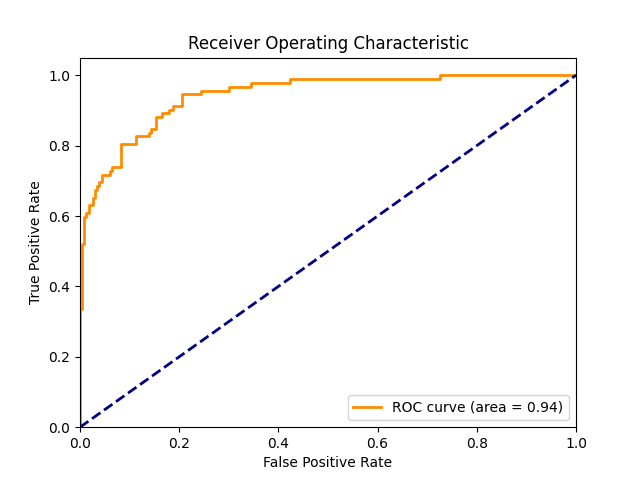 Receiver Operating Characteristic
1.0
0.8
0.6
0.4
0.2
0.0
True Positive Rate
ROC curve (area = 0.94)
0.0 0.2 0.4 0.6 0.8 1.0
False Positive Rate